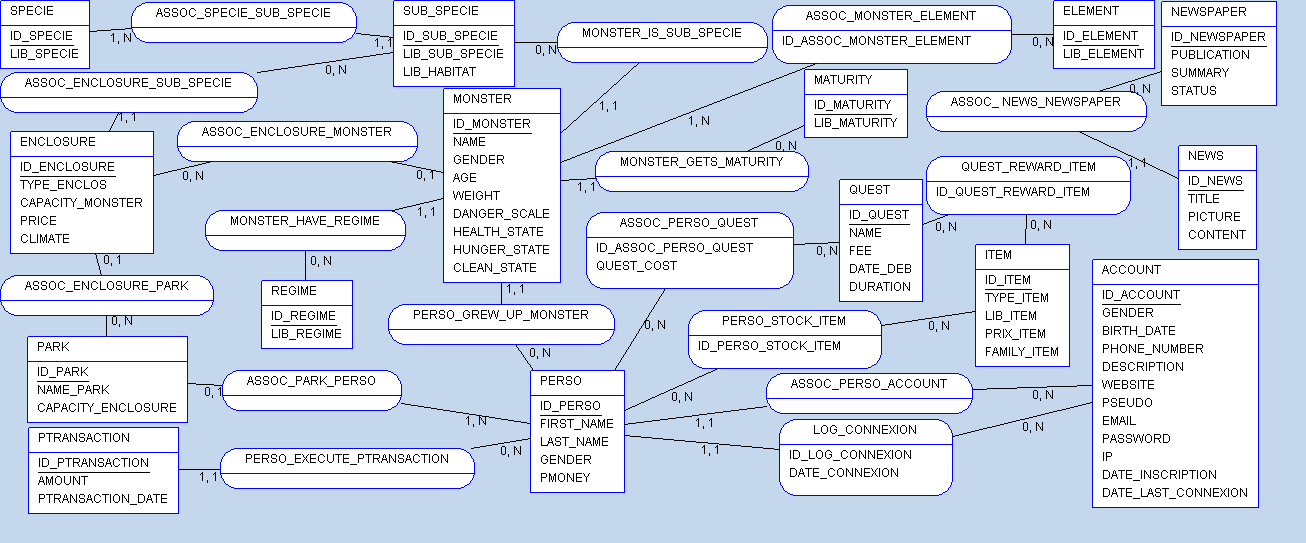 SPECIE
ID_SPECIE
LIB_SPECIE
1, N
ASSOC_SPECIE_SUB_SPECIE
1, 1
SUB_SPECIE
ID_SUB_SPECIE
LIB_SUB_SPECIE
LIB_HABITAT
0, N
MONSTER_IS_SUB_SPECIE
1, 1
ASSOC_MONSTER_ELEMENT
ID_ASSOC_MONSTER_ELEMENT
0, N
1, N
ELEMENT
ID_ELEMENT
LIB_ELEMENT
NEWSPAPER
ID_NEWSPAPER
PUBLICATION
SUMMARY
STATUS
0, N
ASSOC_ENCLOSURE_SUB_SPECIE
0, N
1, 1
MATURITY
ID_MATURITY
LIB_MATURITY
0, N
ASSOC_ NEWS_NEWSPAPER
1, 1
MONSTER
ID_MONSTER
NAME
GENDER
AGE
WEIGHT
DANGER_SCALE
HEALTH_STATE
HUNGER_STATE
CLEAN_STATE
ENCLOSURE
ID_ENCLOSURE
TYPE_ENCLOS
CAPACITY_MONSTER
PRICE
CLIMATE
ASSOC_ENCLOSURE_MONSTER
0, N
0, 1
MONSTER_GETS_MATURITY
1, 1
NEWS
ID_NEWS
TITLE
PICTURE
CONTENT
QUEST_REWARD_ITEM
ID_QUEST_REWARD_ITEM
0, N
0, N
QUEST
ID_QUEST
NAME
FEE
DATE_DEB
DURATION
MONSTER_HAVE_REGIME
1, 1
0, N
ASSOC_PERSO_QUEST
ID_ASSOC_PERSO_QUEST
QUEST_COST
0, N
0, N
ITEM
ID_ITEM
TYPE_ITEM
LIB_ITEM
PRIX_ITEM
FAMILY_ITEM
ACCOUNT
ID_ACCOUNT
GENDER
BIRTH_DATE
PHONE_NUMBER
DESCRIPTION
WEBSITE
PSEUDO
EMAIL
PASSWORD
IP
DATE_INSCRIPTION
DATE_LAST_CONNEXION
0, 1
ASSOC_ENCLOSURE_PARK
0, N
REGIME
ID_REGIME
LIB_REGIME
1, 1
PERSO_GREW_UP_MONSTER
0, N
PERSO_STOCK_ITEM
ID_PERSO_STOCK_ITEM
0, N
0, N
PARK
ID_PARK
NAME_PARK
CAPACITY_ENCLOSURE
0, 1
ASSOC_PARK_PERSO
1, N
PERSO
ID_PERSO
FIRST_NAME
LAST_NAME
GENDER
PMONEY
ASSOC_PERSO_ACCOUNT
1, 1
0, N
PTRANSACTION
ID_PTRANSACTION
AMOUNT
PTRANSACTION_DATE
1, 1
PERSO_EXECUTE_PTRANSACTION
0, N
LOG_CONNEXION
ID_LOG_CONNEXION
DATE_CONNEXION
1, 1
0, N